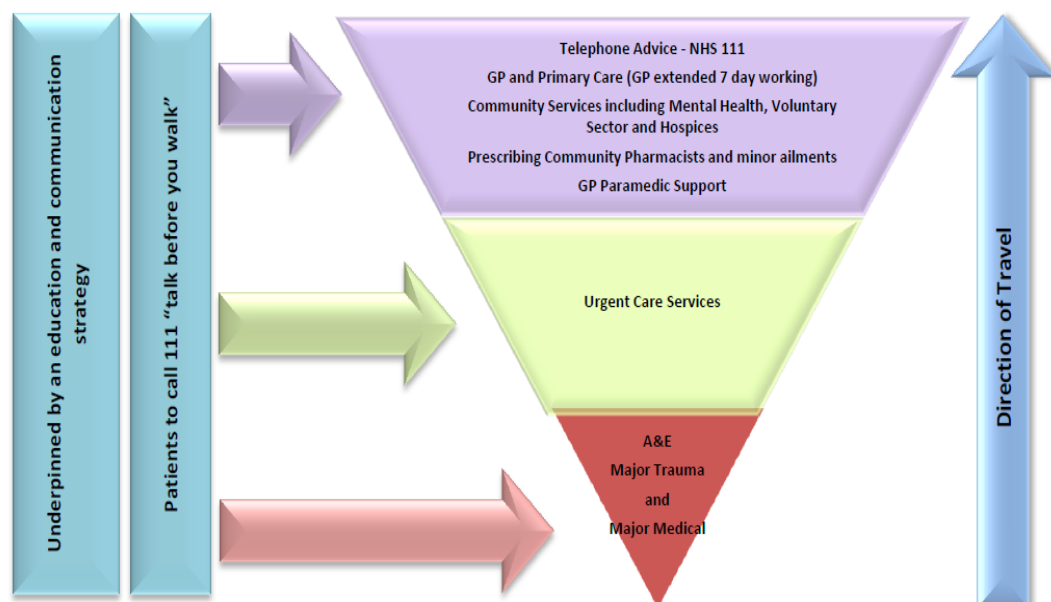 Underpinned by an education and communication
strategy
Patients to call 111 “talk before you walk”
Telephone Advice - NHS 111
GP and Primary Care (GP extended 7 day working)
Community Services including Mental Health, Voluntary
Sector and Hospices
Prescribing Community Pharmacists and minor ailments
GP Paramedic Support
Urgent Care Services
A&E
Major Trauma
and
Major Medical
Direction of Travel